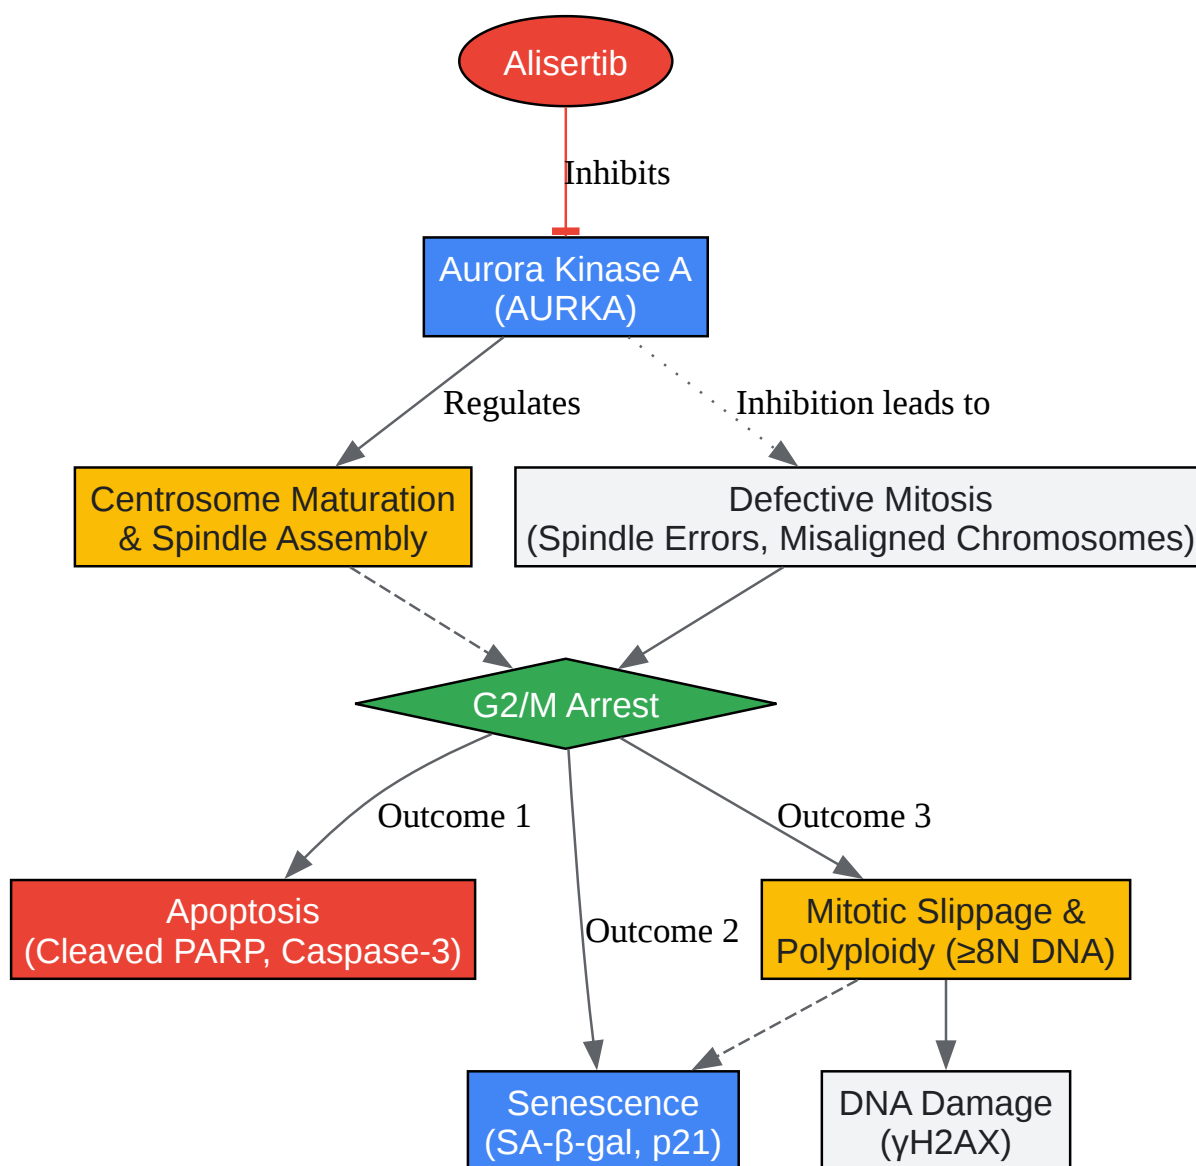 Alisertib
Inhibits
Aurora Kinase A
(AURKA)
Regulates
Inhibition leads to
Centrosome Maturation
& Spindle Assembly
Defective Mitosis
(Spindle Errors, Misaligned Chromosomes)
G2/M Arrest
Outcome 1
Outcome 3
Apoptosis
(Cleaved PARP, Caspase-3)
Outcome 2
Mitotic Slippage &
Polyploidy (≥8N DNA)
Senescence
(SA-β-gal, p21)
DNA Damage
(γH2AX)